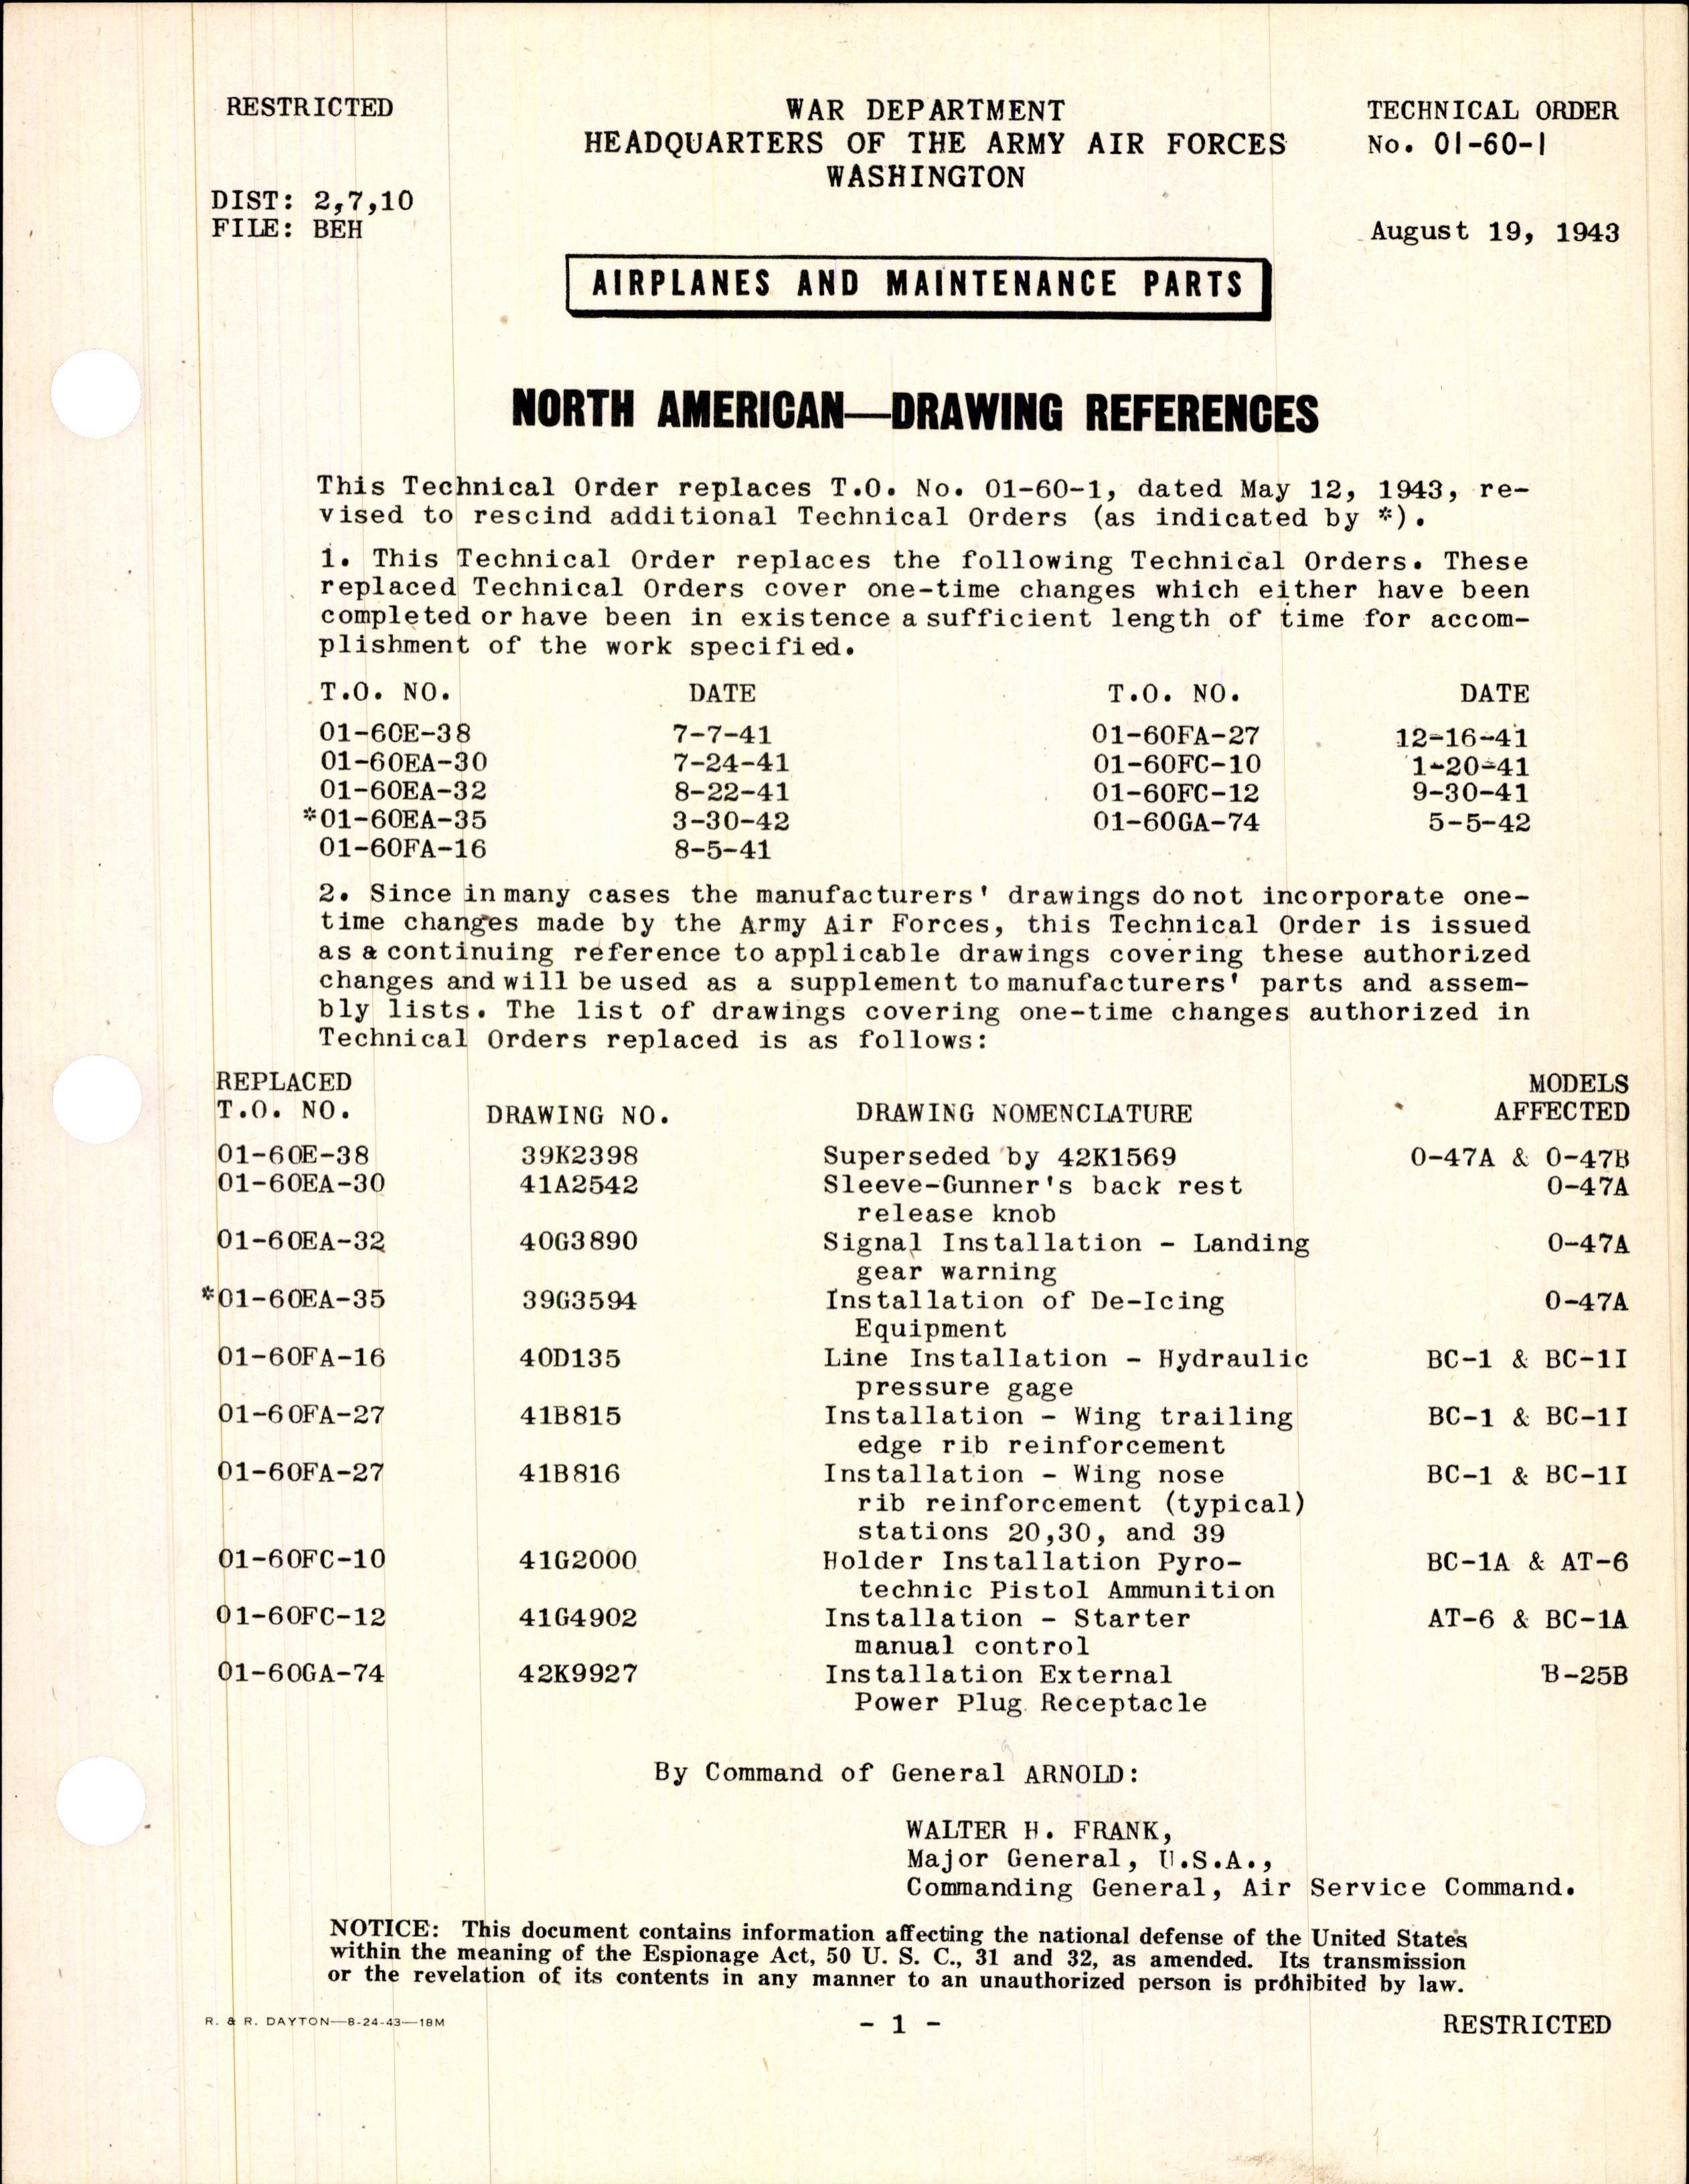 RESTRICTED
WAR DEPARTMENT
HEADQUARTERS OF THE ARMY AIR FORCES
WASHINGTON
TECHNICAL ORDER
No. 01-60-1
DIST: 2,7,10
FILE: BEH
August 19, 1943
AIRPLANES AND MAINTENANCE PARTS
NORTH AMERICAN—DRAWING REFERENCES
This Technical Order replaces T.O. No. 01-60-1, dated May 12, 1943, re-
vised to rescind additional Technical Orders (as indicated by *).
1. This Technical Order replaces the following Technical Orders. These
replaced Technical Orders cover one-time changes which either have been
completed or have been in existence a sufficient length of time for accom-
plishment of the work specified.
T.O. NO. DATE T.O. NO. DATE
01-60E-38 7-7-41 01-60FA-27 12-16-41
01-60EA-30 7-24-41 01-60FC-10 1-20-41
01-60EA-32 8-22-41 01-60FC-12 9-30-41
*01-60EA-35 3-30-42 01-60GA-74 5-5-42
01-60FA-16 8-5-41
2. Since in many cases the manufacturers' drawings do not incorporate one-
time changes made by the Army Air Forces, this Technical Order is issued
as a continuing reference to applicable drawings covering these authorized
changes and will be used as a supplement to manufacturers' parts and assem-
bly lists. The list of drawings covering one-time changes authorized in
Technical Orders replaced is as follows:
REPLACED MODELS
T.O. NO. DRAWING NO. DRAWING NOMENCLATURE AFFECTED
01-60E-38 39K2398 Superseded by 42K1569 O-47A & O-47B
01-60EA-30 41A2542 Sleeve-Gunner's back rest O-47A
release knob
01-60EA-32 40G3890 Signal Installation - Landing O-47A
gear warning
*01-60EA-35 39G3594 Installation of De-Icing O-47A
Equipment
01-60FA-16 40D135 Line Installation - Hydraulic BC-1 & BC-1I
pressure gage
01-60FA-27 41B815 Installation - Wing trailing BC-1 & BC-1I
edge rib reinforcement
01-60FA-27 41B816 Installation - Wing nose BC-1 & BC-1I
rib reinforcement (typical)
stations 20,30, and 39
01-60FC-10 41G2000 Holder Installation Pyro- BC-1A & AT-6
technic Pistol Ammunition
01-60FC-12 41G4902 Installation - Starter AT-6 & BC-1A
manual control
01-60GA-74 42K9927 Installation External B-25B
Power Plug Receptacle
By Command of General ARNOLD:
WALTER H. FRANK,
Major General, U.S.A.,
Commanding General, Air Service Command.
NOTICE: This document contains information affecting the national defense of the United States
within the meaning of the Espionage Act, 50 U. S. C., 31 and 32, as amended. Its transmission
or the revelation of its contents in any manner to an unauthorized person is prohibited by law.
R. & R. DAYTON—8-24-43—18M
- 1 -
RESTRICTED